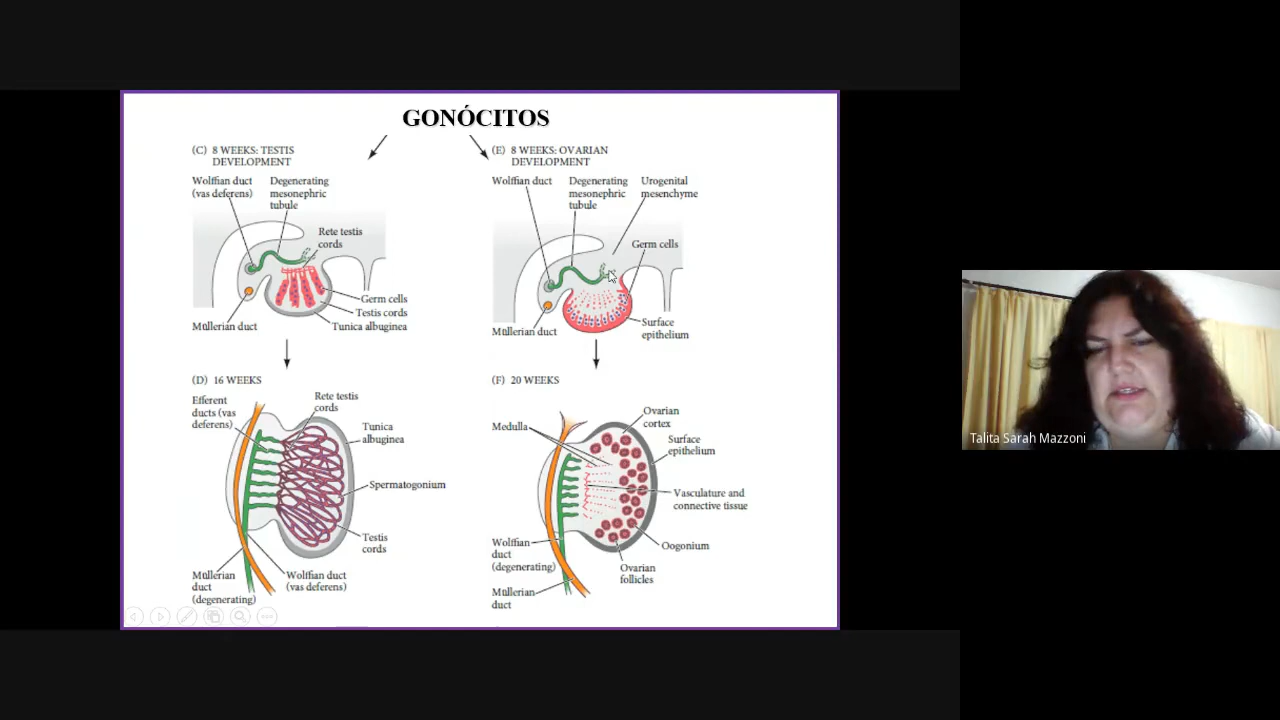 GONÓCITOS
(C) 8 WEEKS: TESTIS
DEVELOPMENT
Wolffian duct
(vas deferens)
Degenerating
mesonephric
tubule
Rete testis
cords
Germ cells
Testis cords
Tunica albuginea
Müllerian duct
(E) 8 WEEKS: OVARIAN
DEVELOPMENT
Wolffian duct
Degenerating
mesonephric
tubule
Urogenital
mesenchyme
Germ cells
Müllerian duct
Surface
epithelium
(D) 16 WEEKS
Efferent
ducts (vas
deferens)
Rete testis
cords
Tunica
albuginea
Spermatogonium
Testis
cords
Müllerian
duct
(degenerating)
Wolffian duct
(vas deferens)
(F) 20 WEEKS
Medulla
Ovarian
cortex
Surface
epithelium
Vasculature and
connective tissue
Oogonium
Ovarian
follicles
Wolffian
duct
(degenerating)
Müllerian
duct
Talita Sarah Mazzoni